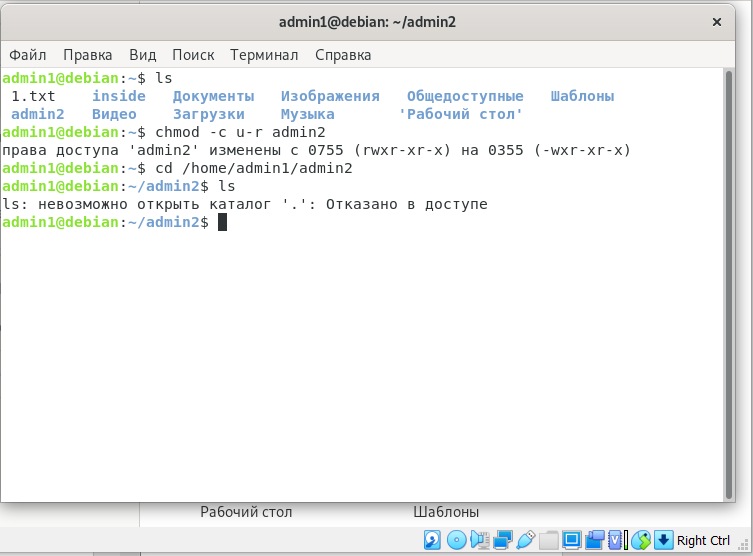 admin1@debian: ~/admin2
Файл Правка Вид Поиск Терминал Справка
admin1@debian:~$ ls
1.txt inside Документы Изображения Общедоступные Шаблоны
admin2 Видео Загрузки Музыка 'Рабочий стол'
admin1@debian:~$ chmod -c u-r admin2
права доступа 'admin2' изменены с 0755 (rwxr-xr-x) на 0355 (-wxr-xr-x)
admin1@debian:~$ cd /home/admin1/admin2
admin1@debian:~/admin2$ ls
ls: невозможно открыть каталог '.': Отказано в доступе
admin1@debian:~/admin2$
Рабочий стол Шаблоны
Right Ctrl